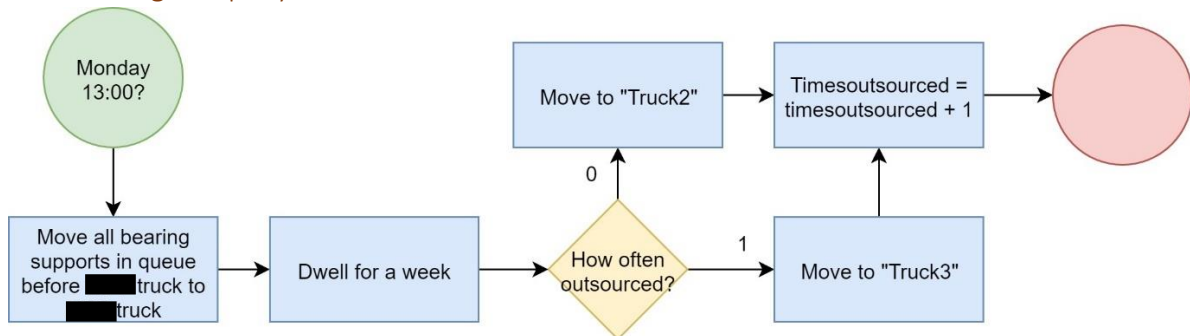 Monday
13:00?
Move all bearing
supports in queue
before truck to
truck
Dwell for a week
How often
outsourced?
0
1
Move to "Truck2"
Move to "Truck3"
Timesoutsourced =
timesoutsourced + 1